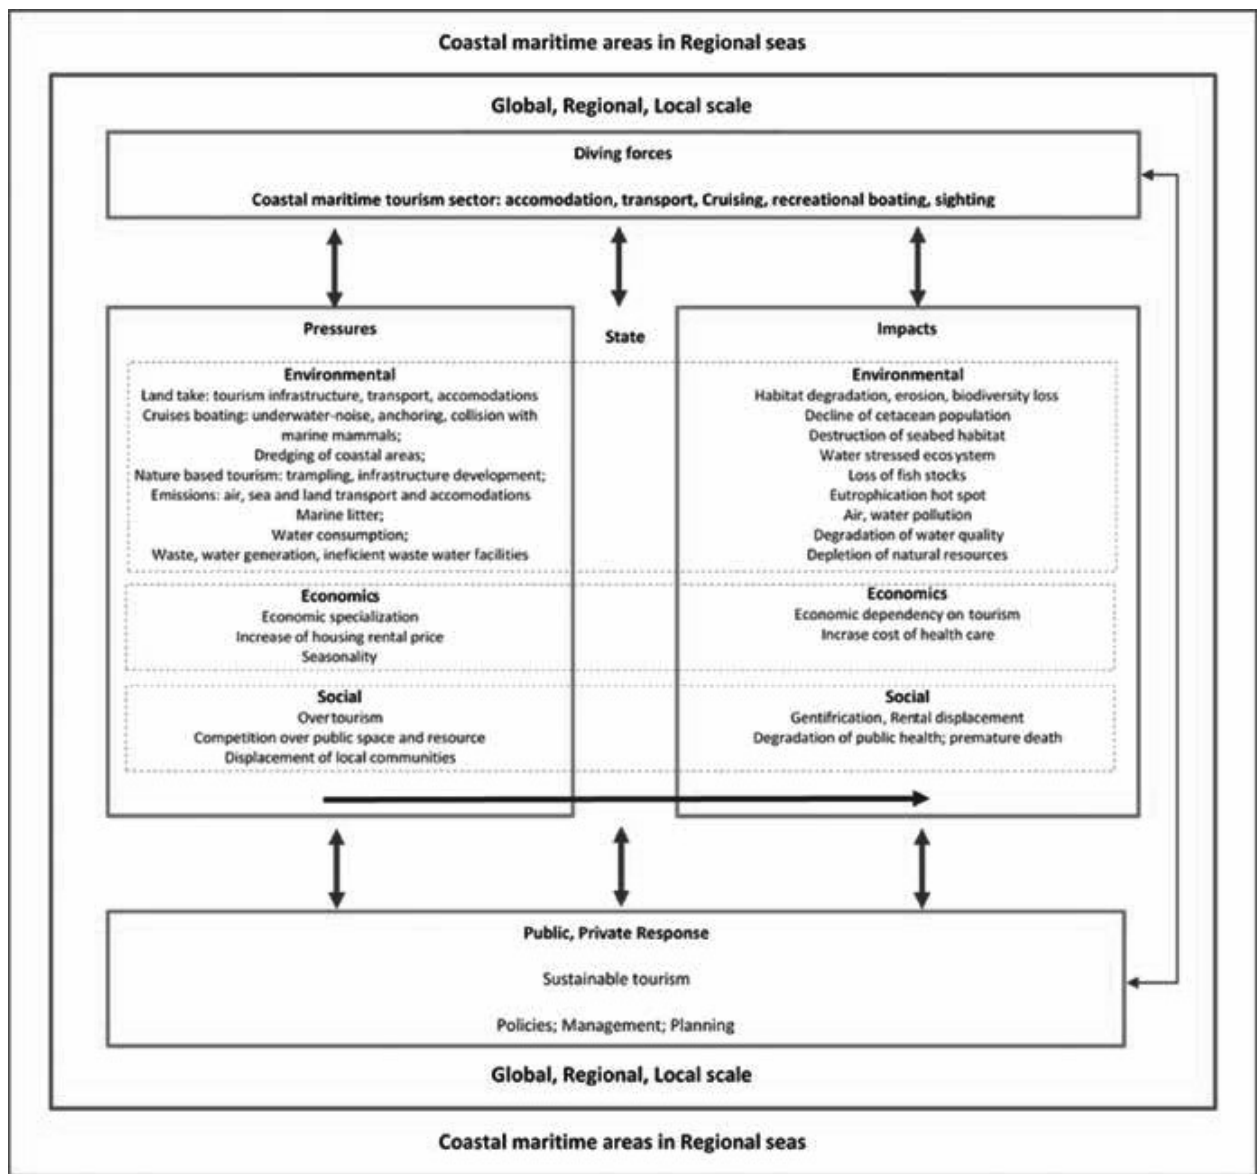 Coastal maritime areas in Regional seas
Global, Regional, Local scale
Diving forces
Coastal maritime tourism sector: accomodation, transport, Cruising, recreational boating, sighting
Pressures
Environmental
Land take: tourism infrastructure, transport, accomodations
Cruises boating: underwater-noise, anchoring, collision with
marine mammals;
Dredging of coastal areas;
Nature based tourism: trampling, infrastructure development;
Emissions: air, sea and land transport and accomodations
Marine litter;
Water consumption;
Waste, water generation, ineficient waste water facilities
Economics
Economic specialization
Increase of housing rental price
Seasonality
Social
Over tourism
Competition over public space and resource
Displacement of local communities
State
Impacts
Environmental
Habitat degradation, erosion, biodiversity loss
Decline of cetacean population
Destruction of seabed habitat
Water stressed ecosystem
Loss of fish stocks
Eutrophication hot spot
Air, water pollution
Degradation of water quality
Depletion of natural resources
Economics
Economic dependency on tourism
Incrase cost of health care
Social
Gentifrication, Rental displacement
Degradation of public health; premature death
Public, Private Response
Sustainable tourism
Policies; Management; Planning
Global, Regional, Local scale
Coastal maritime areas in Regional seas